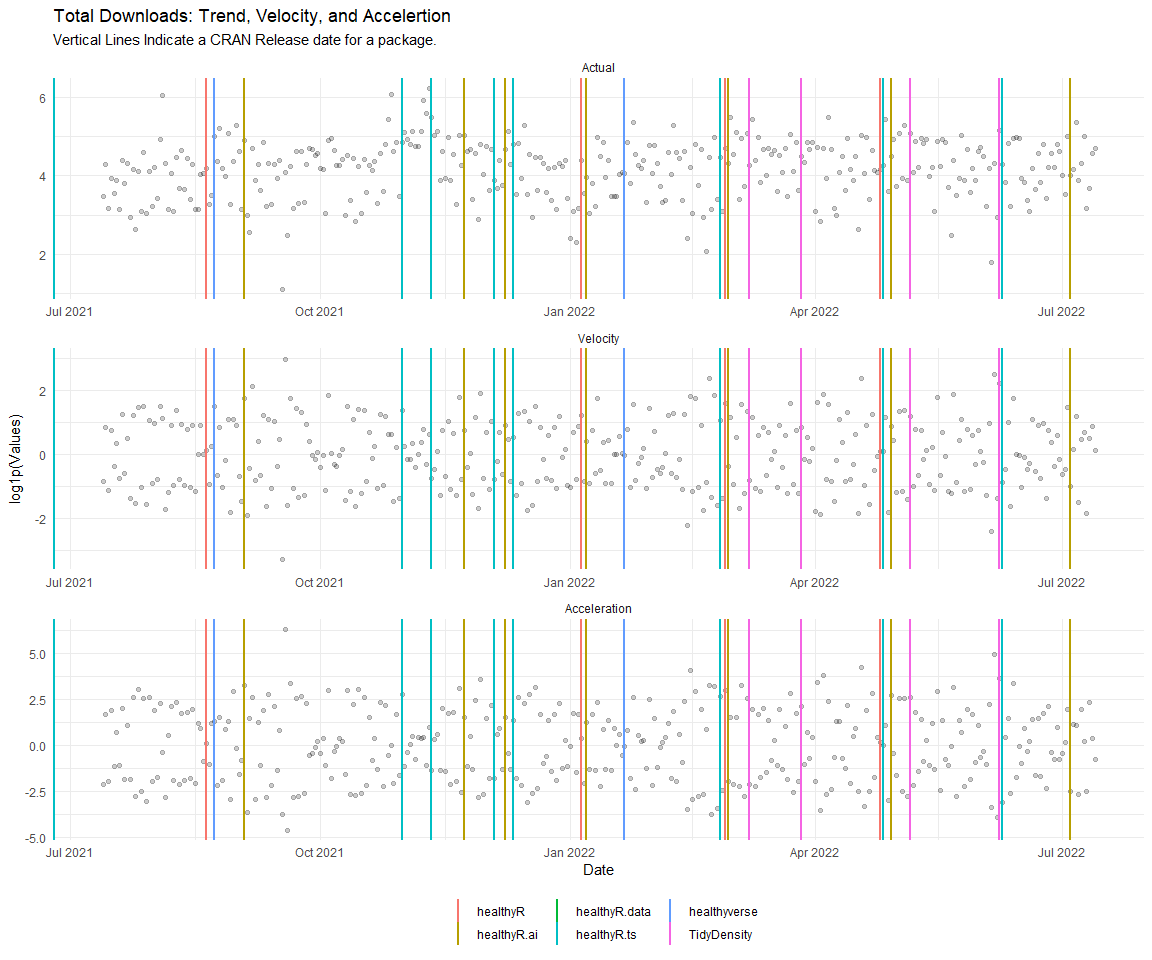 Total Downloads: Trend, Velocity, and Accelertion
Vertical Lines Indicate a CRAN Release date for a package.
Actual
6
4
2
Jul 2021
Oct 2021
Jan 2022
Apr 2022
Jul 2022
Velocity
2
0
-2
Jul 2021
Oct 2021
Jan 2022
Apr 2022
Jul 2022
log1p(Values)
Acceleration
5.0
2.5
0.0
-2.5
-5.0
Jul 2021
Oct 2021
Jan 2022
Apr 2022
Jul 2022
Date
healthyR
healthyR.data
healthyverse
healthyR.ai
healthyR.ts
TidyDensity